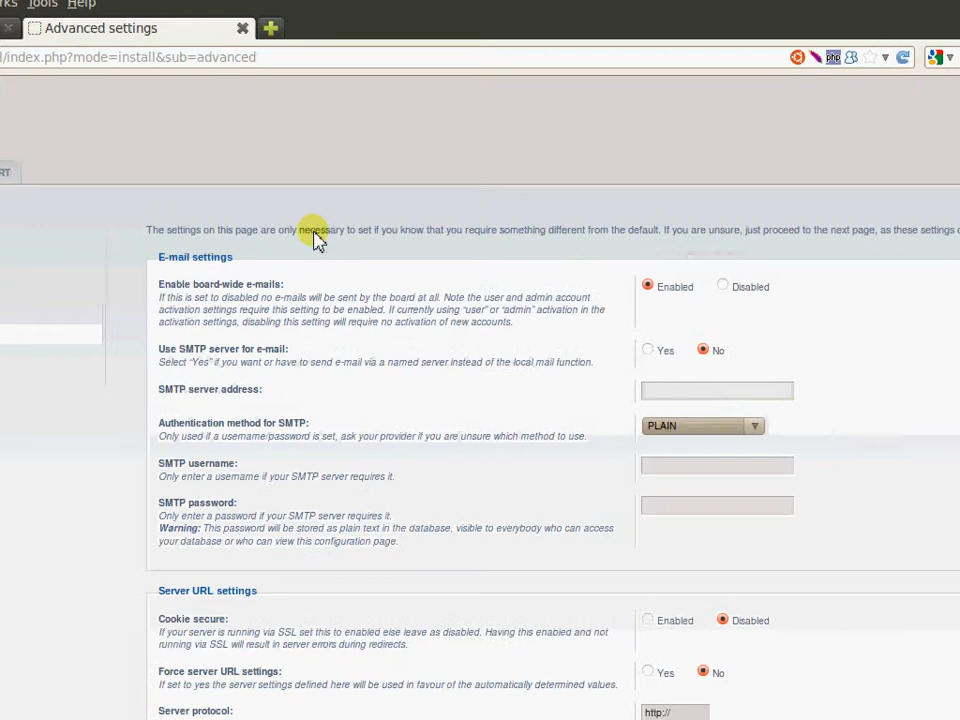 rks Tools Help
Advanced settings
/index.php?mode=install&sub=advanced
php
RT
The settings on this page are only necessary to set if you know that you require something different from the default. If you are unsure, just proceed to the next page, as these settings c
E-mail settings
Enable board-wide e-mails:
If this is set to disabled no e-mails will be sent by the board at all. Note the user and admin account
activation settings require this setting to be enabled. If currently using “user” or “admin” activation in the
activation settings, disabling this setting will require no activation of new accounts.
Enabled Disabled
Use SMTP server for e-mail:
Select “Yes” if you want or have to send e-mail via a named server instead of the local mail function.
Yes No
SMTP server address:
Authentication method for SMTP:
Only used if a username/password is set, ask your provider if you are unsure which method to use.
PLAIN
SMTP username:
Only enter a username if your SMTP server requires it.
SMTP password:
Only enter a password if your SMTP server requires it.
Warning: This password will be stored as plain text in the database, visible to everybody who can access
your database or who can view this configuration page.
Server URL settings
Cookie secure:
If your server is running via SSL set this to enabled else leave as disabled. Having this enabled and not
running via SSL will result in server errors during redirects.
Enabled Disabled
Force server URL settings:
If set to yes the server settings defined here will be used in favour of the automatically determined values.
Yes No
Server protocol:
http://